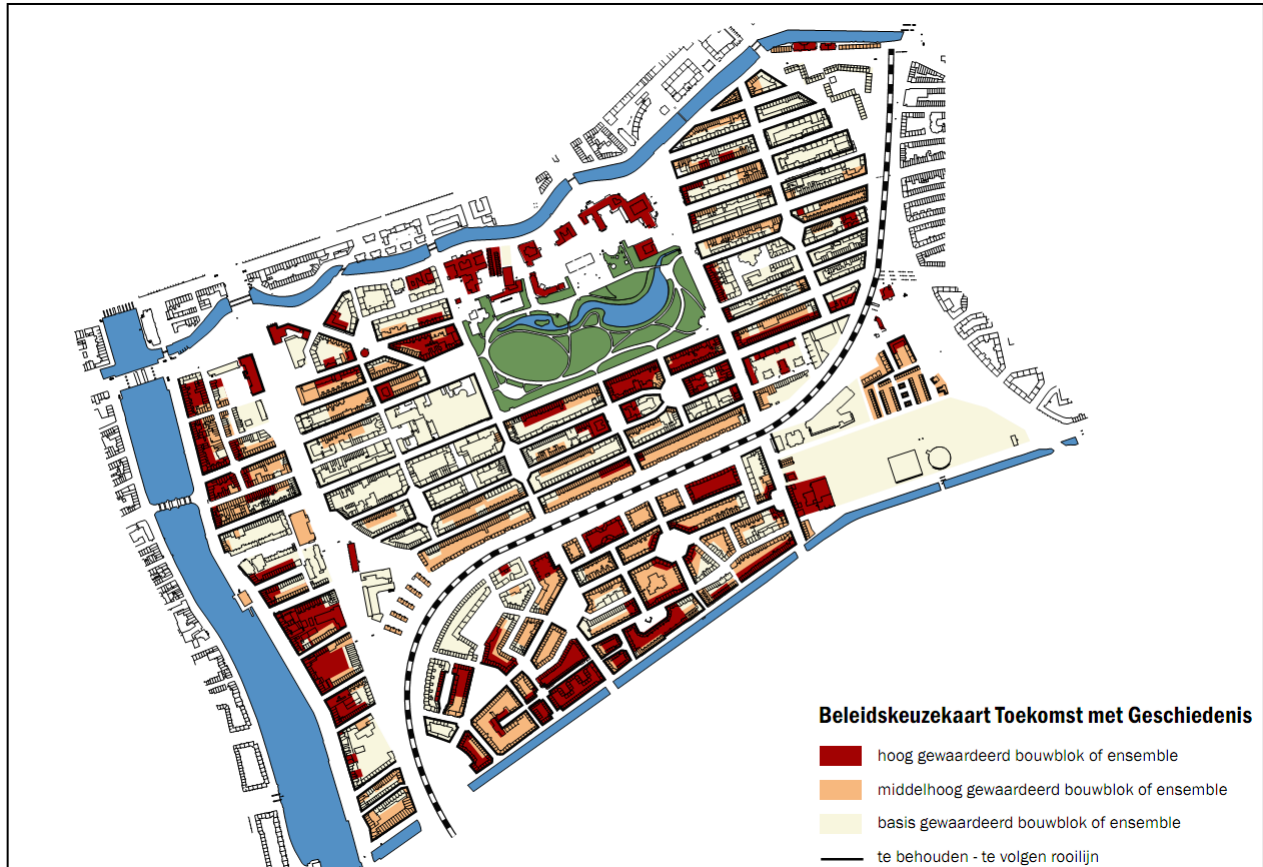 Beleidskeuzekaart Toekomst met Geschiedenis
hoog gewaardeerd bouwblok of ensemble
middelhoog gewaardeerd bouwblok of ensemble
basis gewaardeerd bouwblok of ensemble
te behouden - te volgen rooilijn